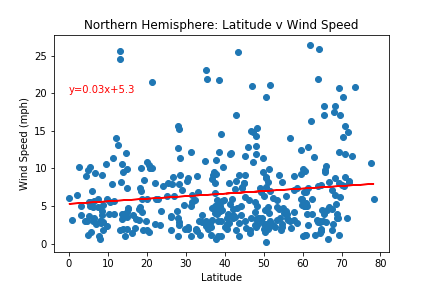 Northern Hemisphere: Latitude v Wind Speed
25
20
15
10
5
0
Wind Speed (mph)
y=0.03x+5.3
0 10 20 30 40 50 60 70 80
Latitude